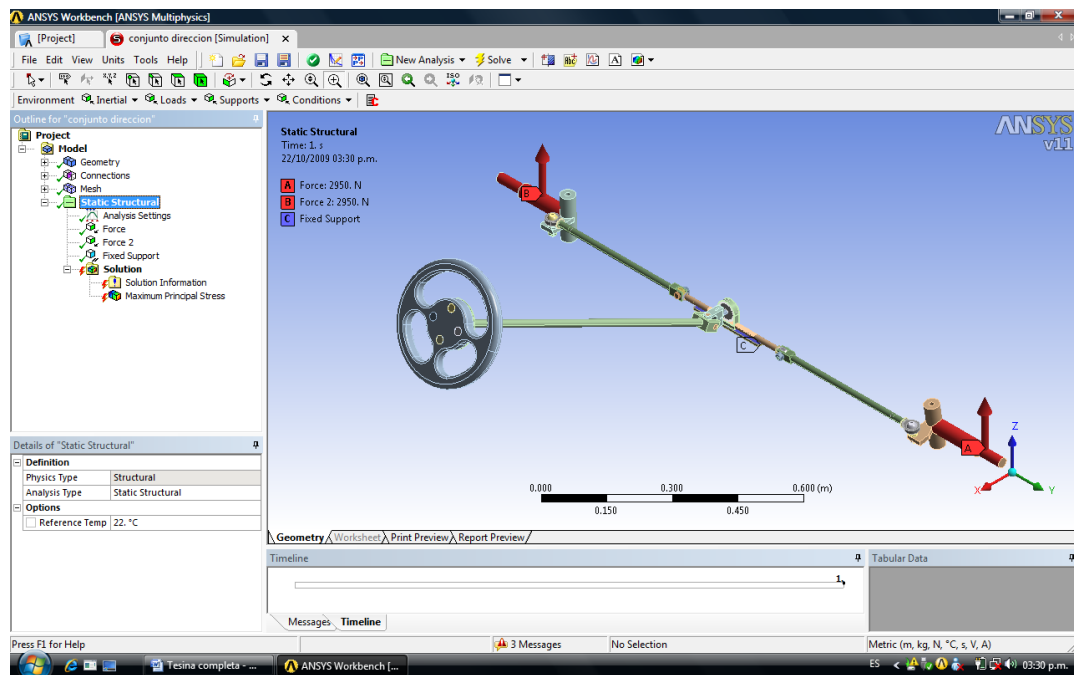 ANSYS Workbench [ANSYS Multiphysics]
[Project] conjunto direccion [Simulation] ×
File Edit View Units Tools Help New Analysis Solve
ISO
Environment Inertial Loads Supports Conditions
Outline for "conjunto direccion"
Project
Model
Geometry
Connections
Mesh
Static Structural
Analysis Settings
Force
Force 2
Fixed Support
Solution
Solution Information
Maximum Principal Stress
Details of "Static Structural"
Definition
Physics Type Structural
Analysis Type Static Structural
Options
Reference Temp 22. °C
Static Structural
Time: 1. s
22/10/2009 03:30 p.m.
A Force: 2950. N
B Force 2: 2950. N
C Fixed Support
ANSYS
v11
B
C
A
Z
X
Y
0.000 0.300 0.600 (m)
0.150 0.450
Geometry Worksheet Print Preview Report Preview
Timeline
1.
Messages Timeline
Tabular Data
Press F1 for Help 3 Messages No Selection Metric (m, kg, N, °C, s, V, A)
Tesina completa - ... ANSYS Workbench [... ES < 03:30 p.m.